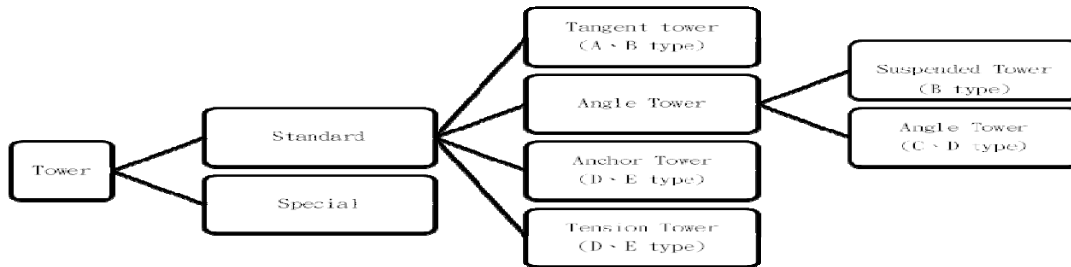 Tower
Standard
Special
Tangent tower
(A、B type)
Angle Tower
Anchor Tower
(D、E type)
Tension Tower
(D、E type)
Suspended Tower
(B type)
Angle Tower
(C、D type)